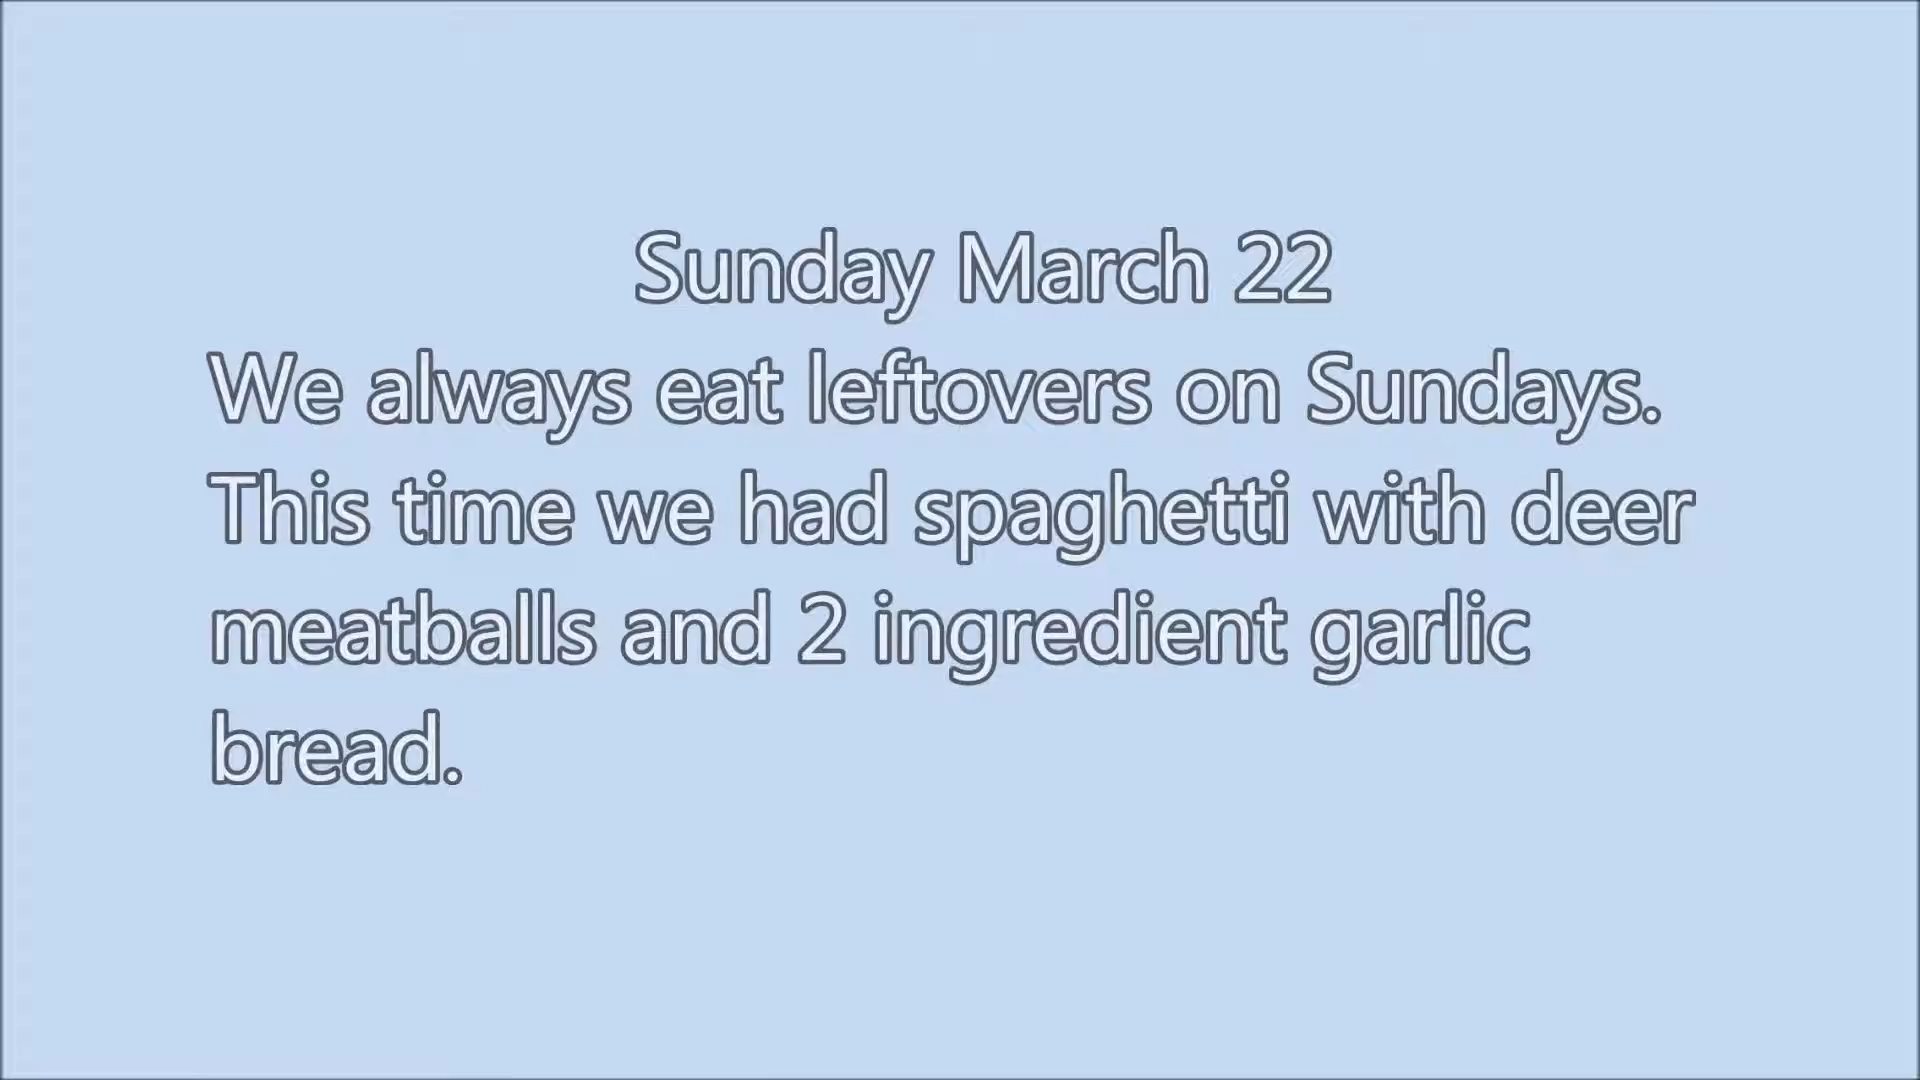 Sunday March 22
We always eat leftovers on Sundays.
This time we had spaghetti with deer
meatballs and 2 ingredient garlic
bread.